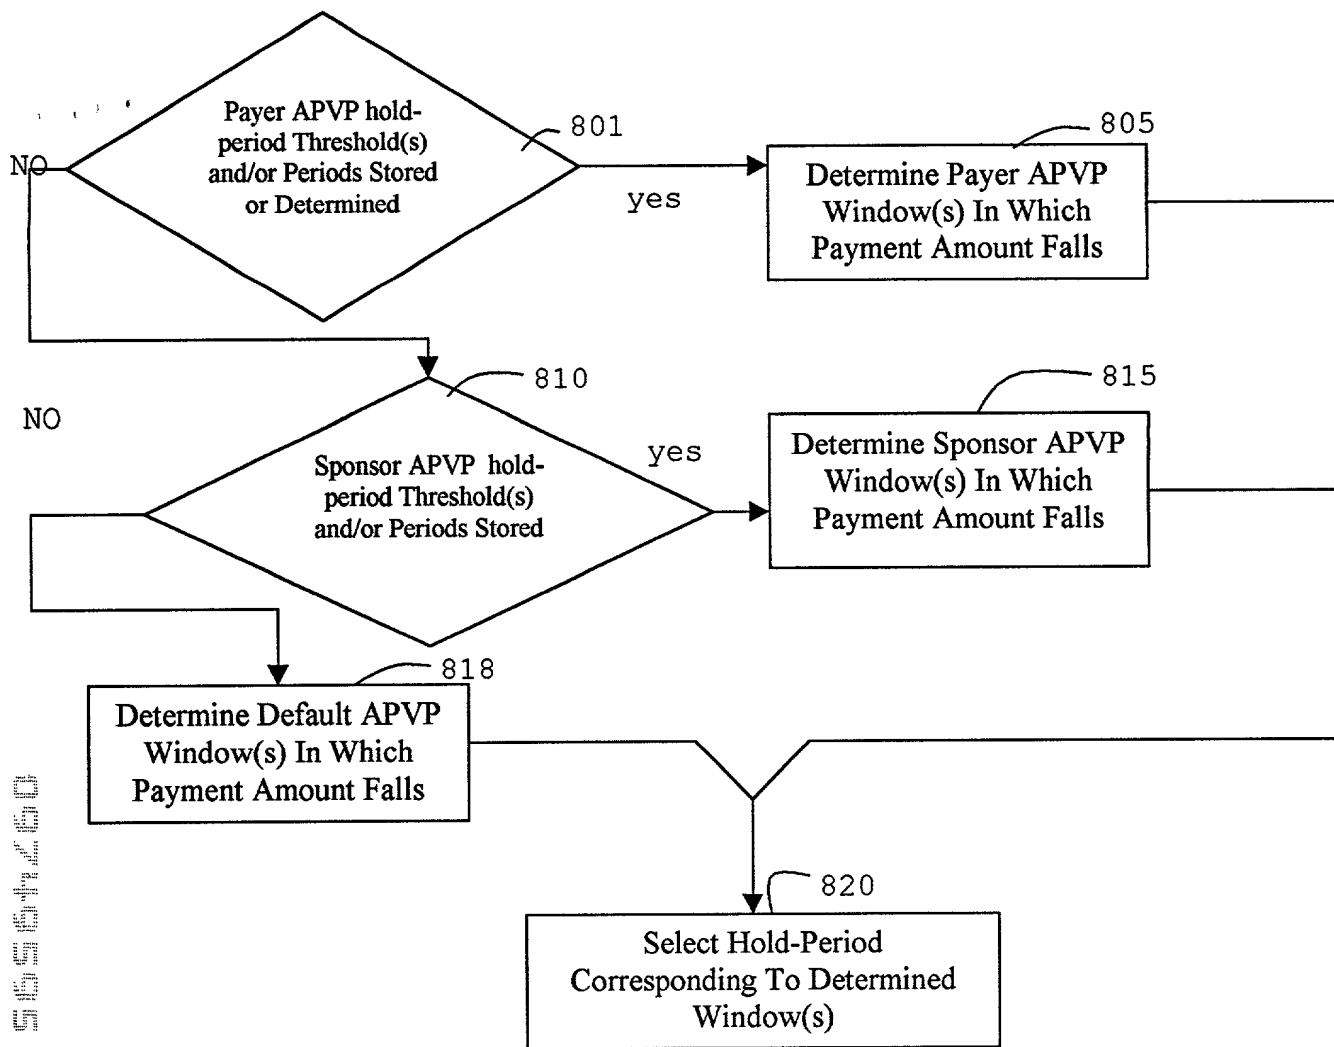 Payer APVP hold-
period Threshold(s)
and/or Periods Stored
or Determined
801
NO
yes
805
Determine Payer APVP
Window(s) In Which
Payment Amount Falls
810
NO
Sponsor APVP hold-
period Threshold(s)
and/or Periods Stored
yes
815
Determine Sponsor APVP
Window(s) In Which
Payment Amount Falls
818
Determine Default APVP
Window(s) In Which
Payment Amount Falls
820
Select Hold-Period
Corresponding To Determined
Window(s)